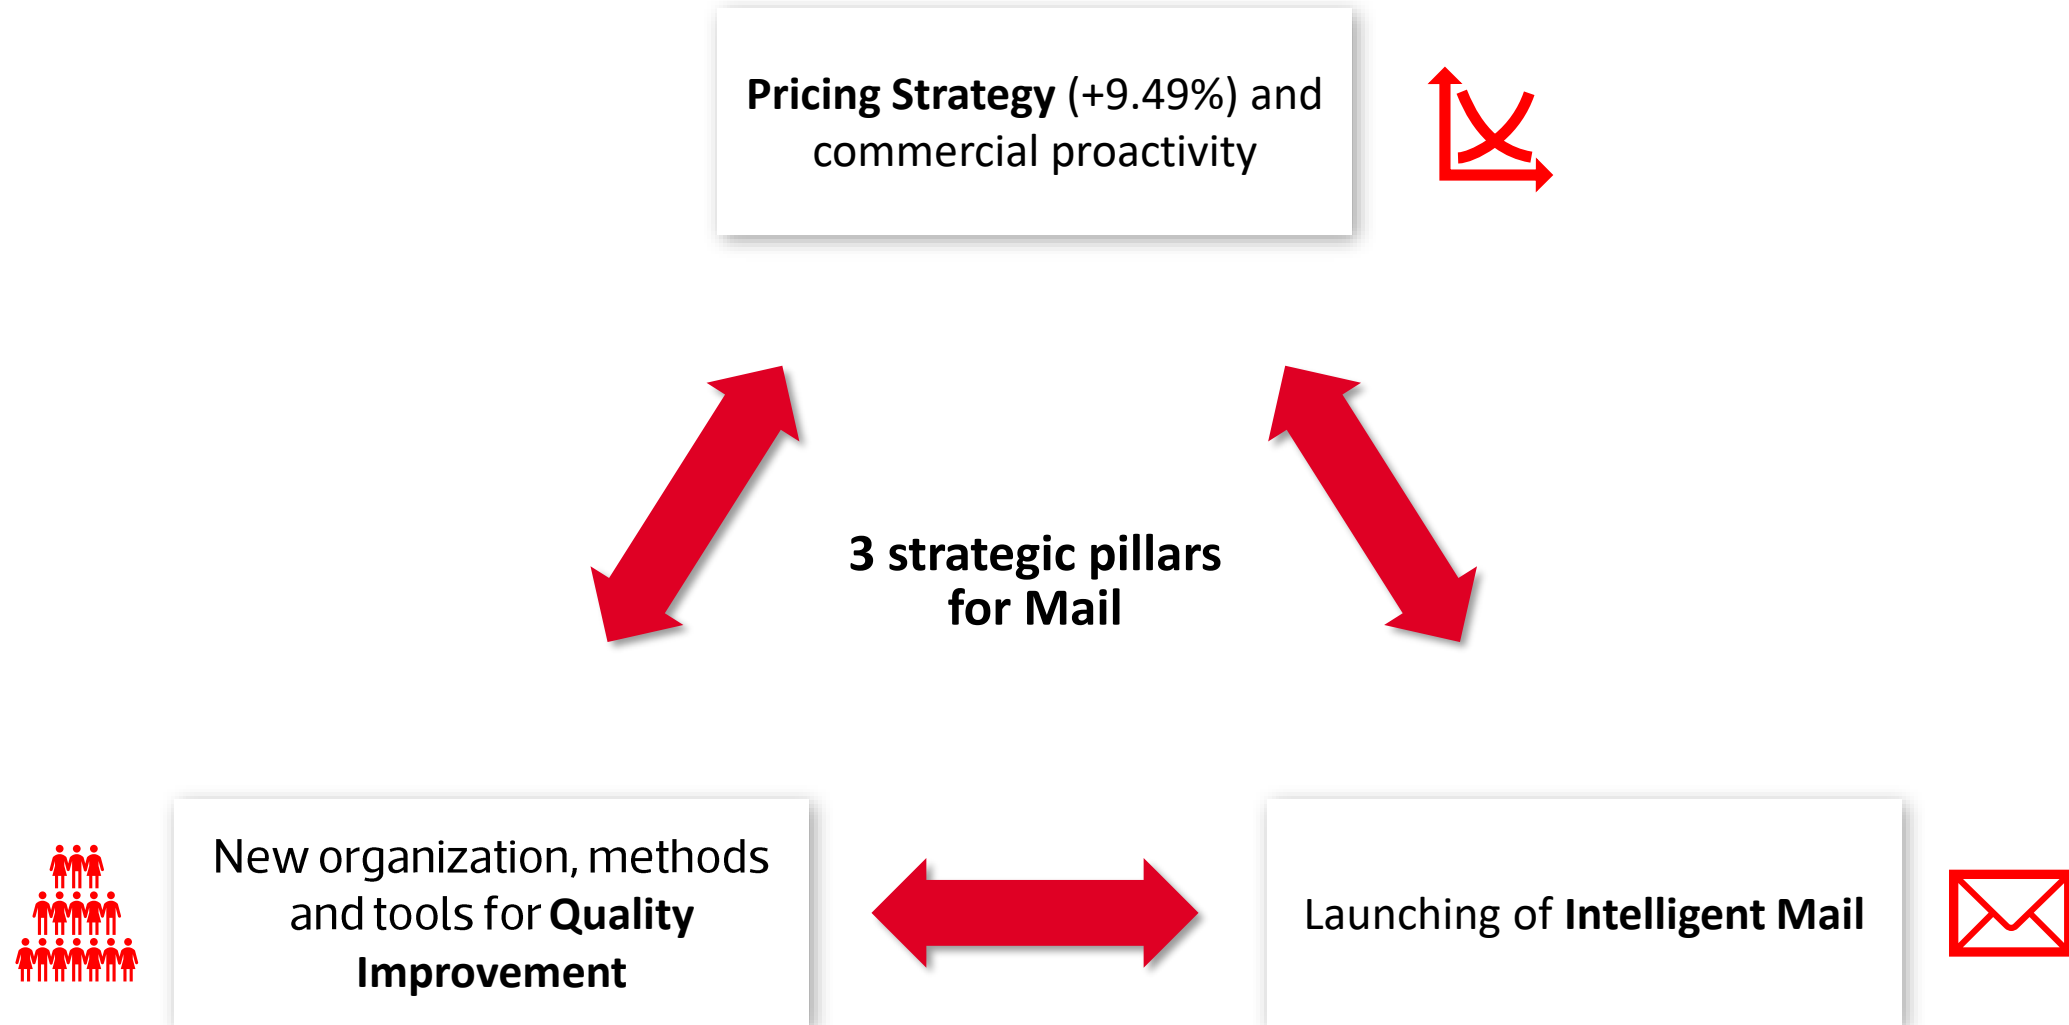 Pricing Strategy (+9.49%) and
commercial proactivity
3 strategic pillars
for Mail
New organization, methods
and tools for Quality
Improvement
Launching of Intelligent Mail